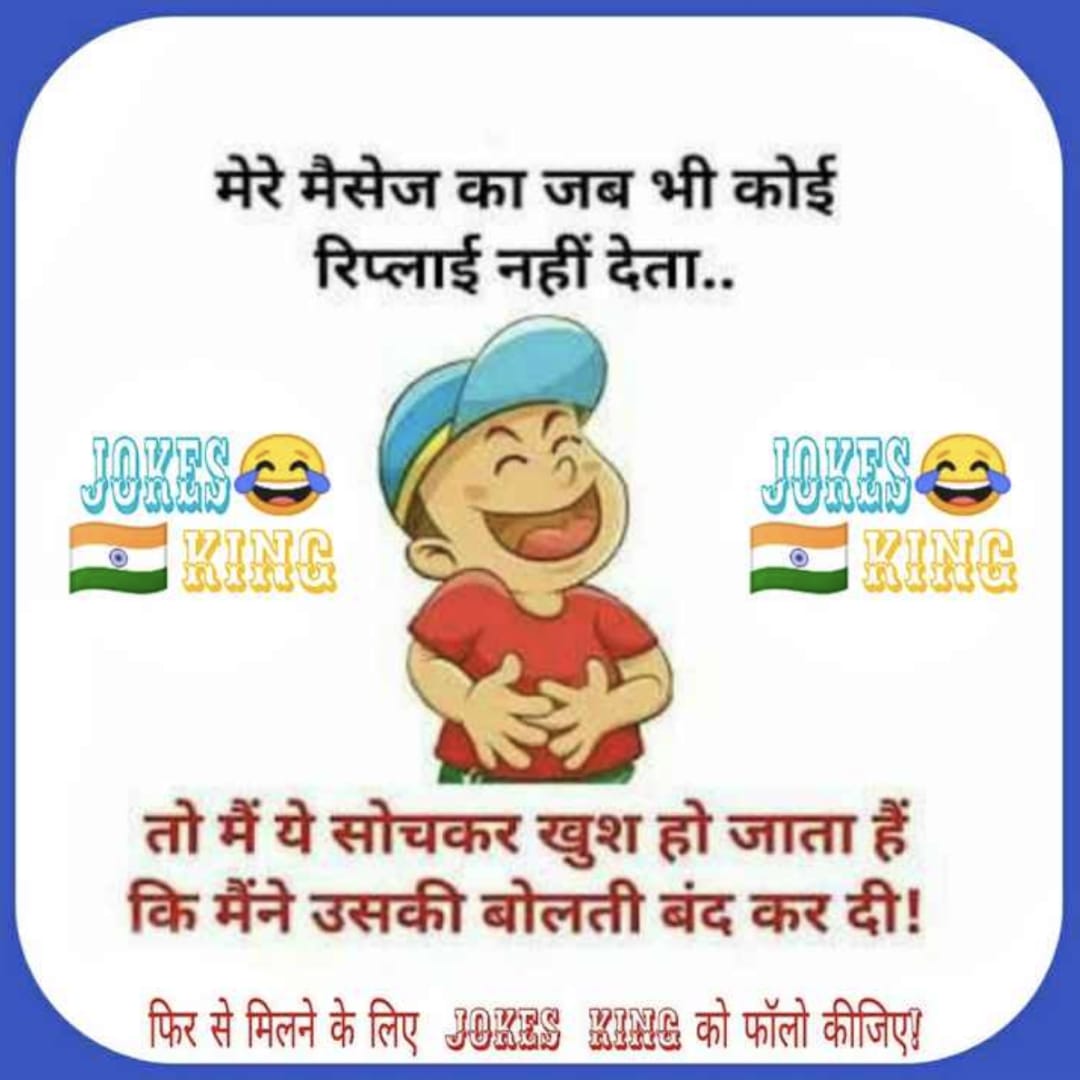 मेरे मैसेज का जब भी कोई
रिप्लाई नहीं देता..
JOKES
KING
JOKES
KING
तो मैं ये सोचकर खुश हो जाता हैं
कि मैंने उसकी बोलती बंद कर दी!
फिर से मिलने के लिए JOKES KING को फॉलो कीजिए!